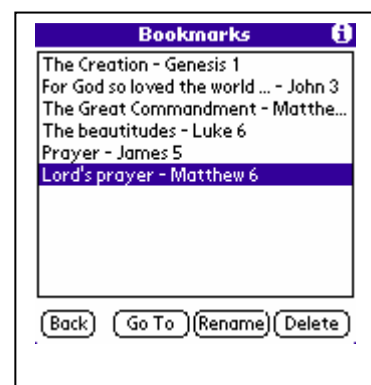 Bookmarks i
The Creation - Genesis 1
For God so loved the world ... - John 3
The Great Commandment - Matthe...
The beautitudes - Luke 6
Prayer - James 5
Lord's prayer - Matthew 6
Back Go To Rename Delete